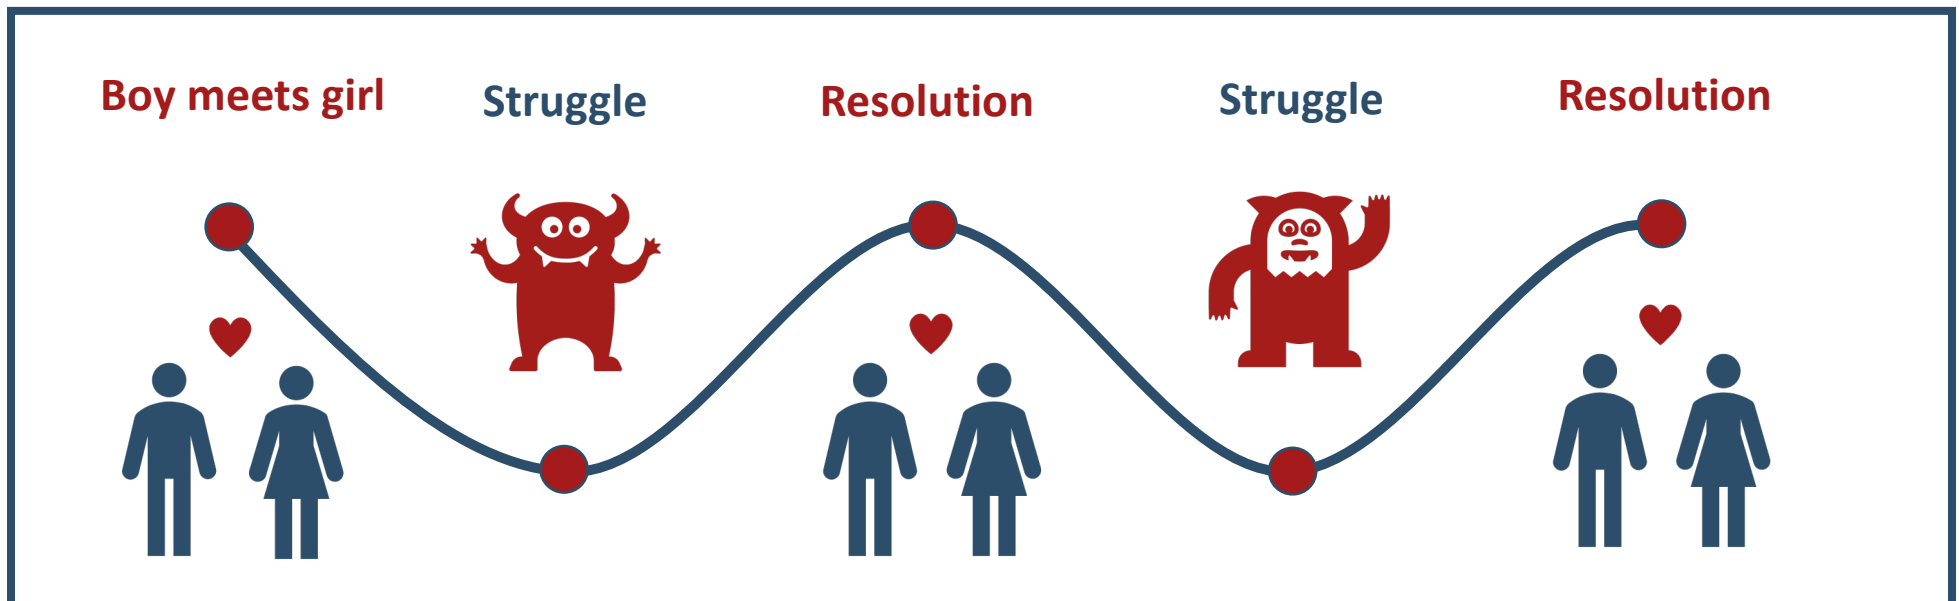 Boy meets girl
Struggle
Resolution
Struggle
Resolution